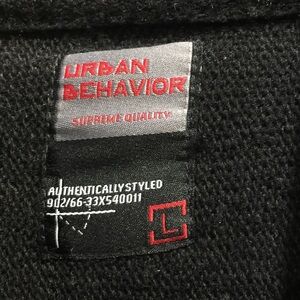 URBAN
BEHAVIOR
SUPREME QUALITY
AUTHENTICALLYSTYLED
902/66-33X540011
L